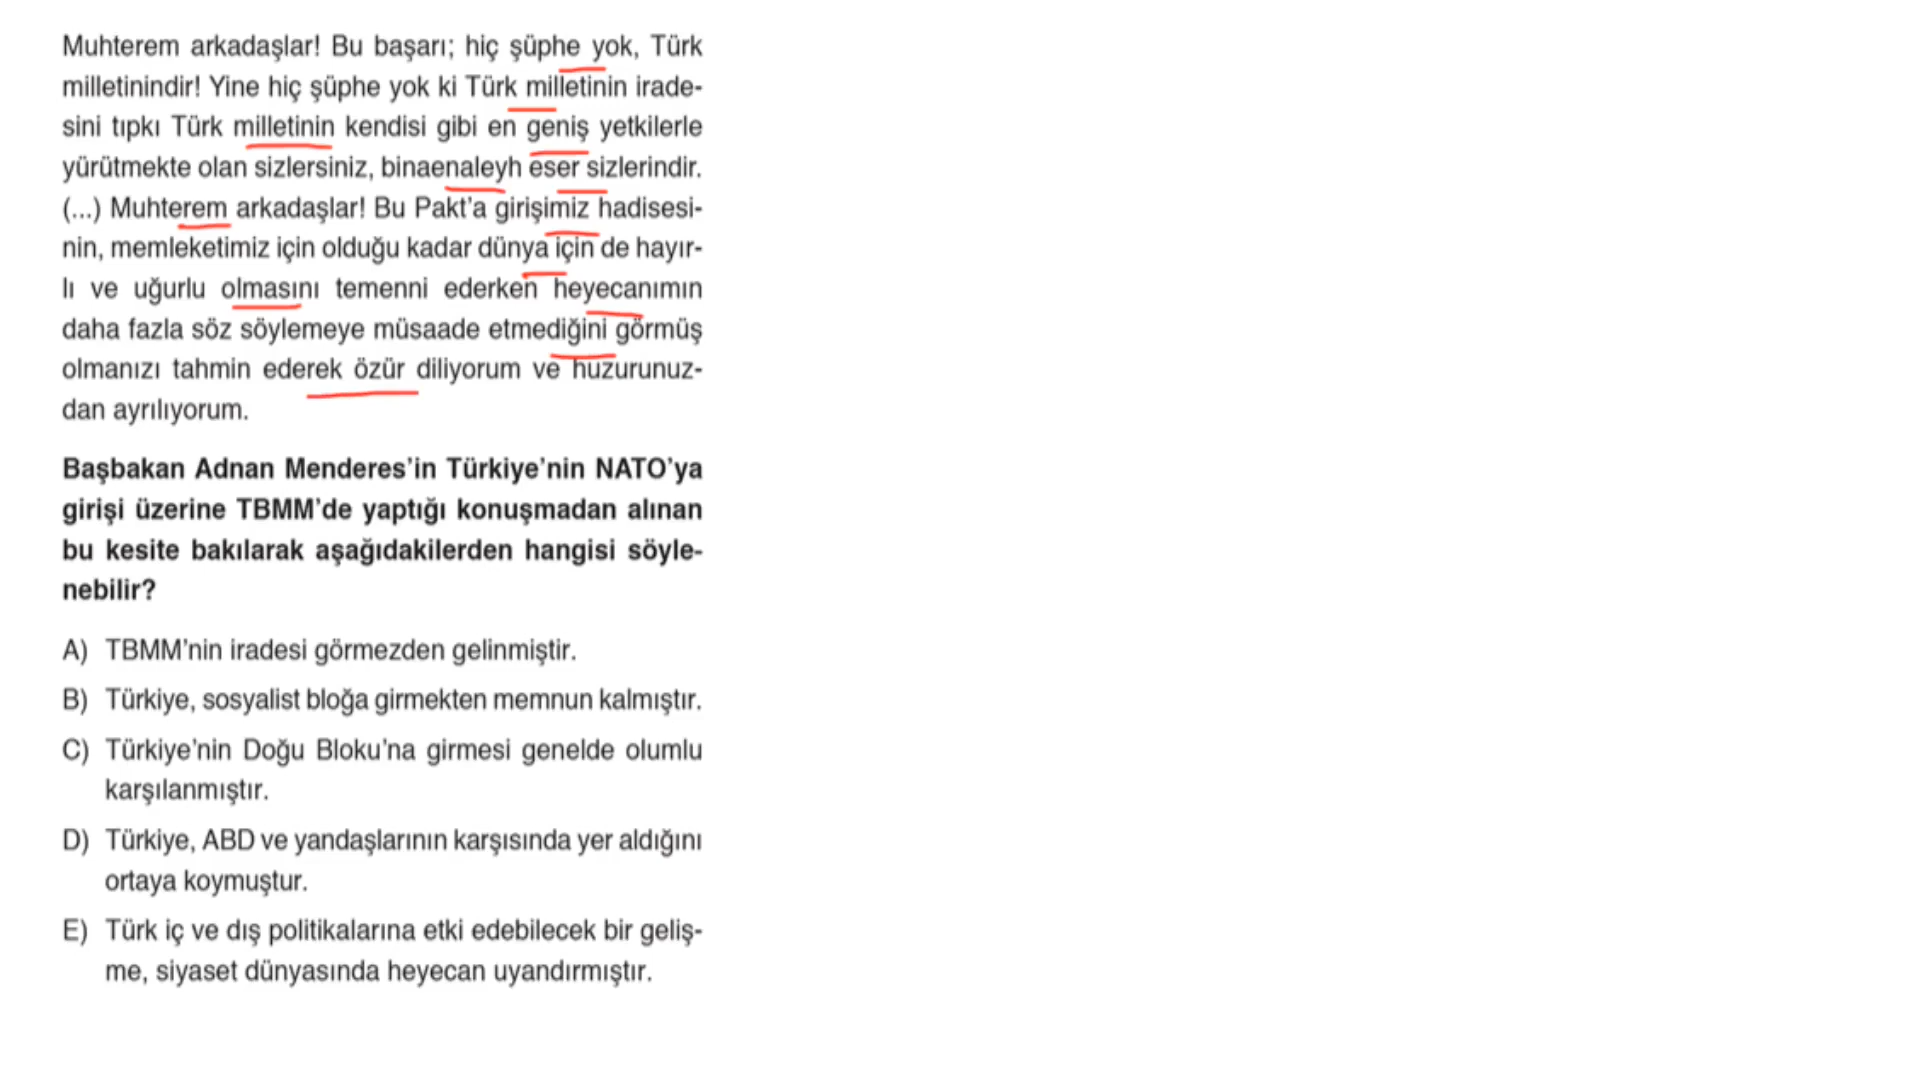 Muhterem arkadaşlar! Bu başarı; hiç şüphe yok, Türk
milletinindir! Yine hiç şüphe yok ki Türk milletinin irade-
sini tıpkı Türk milletinin kendisi gibi en geniş yetkilerle
yürütmekte olan sizlersiniz, binaenaleyh eser sizlerindir.
(...) Muhterem arkadaşlar! Bu Pakt’a girişimiz hadisesi-
nin, memleketimiz için olduğu kadar dünya için de hayır-
lı ve uğurlu olmasını temenni ederken heyecanımın
daha fazla söz söylemeye müsaade etmediğini görmüş
olmanızı tahmin ederek özür diliyorum ve huzurunuz-
dan ayrılıyorum.
Başbakan Adnan Menderes’in Türkiye’nin NATO’ya
girişi üzerine TBMM’de yaptığı konuşmadan alınan
bu kesite bakılarak aşağıdakilerden hangisi söyle-
nebilir?
A) TBMM’nin iradesi görmezden gelinmiştir.
B) Türkiye, sosyalist bloğa girmekten memnun kalmıştır.
C) Türkiye’nin Doğu Bloku’na girmesi genelde olumlu
karşılanmıştır.
D) Türkiye, ABD ve yandaşlarının karşısında yer aldığını
ortaya koymuştur.
E) Türk iç ve dış politikalarına etki edebilecek bir geliş-
me, siyaset dünyasında heyecan uyandırmıştır.